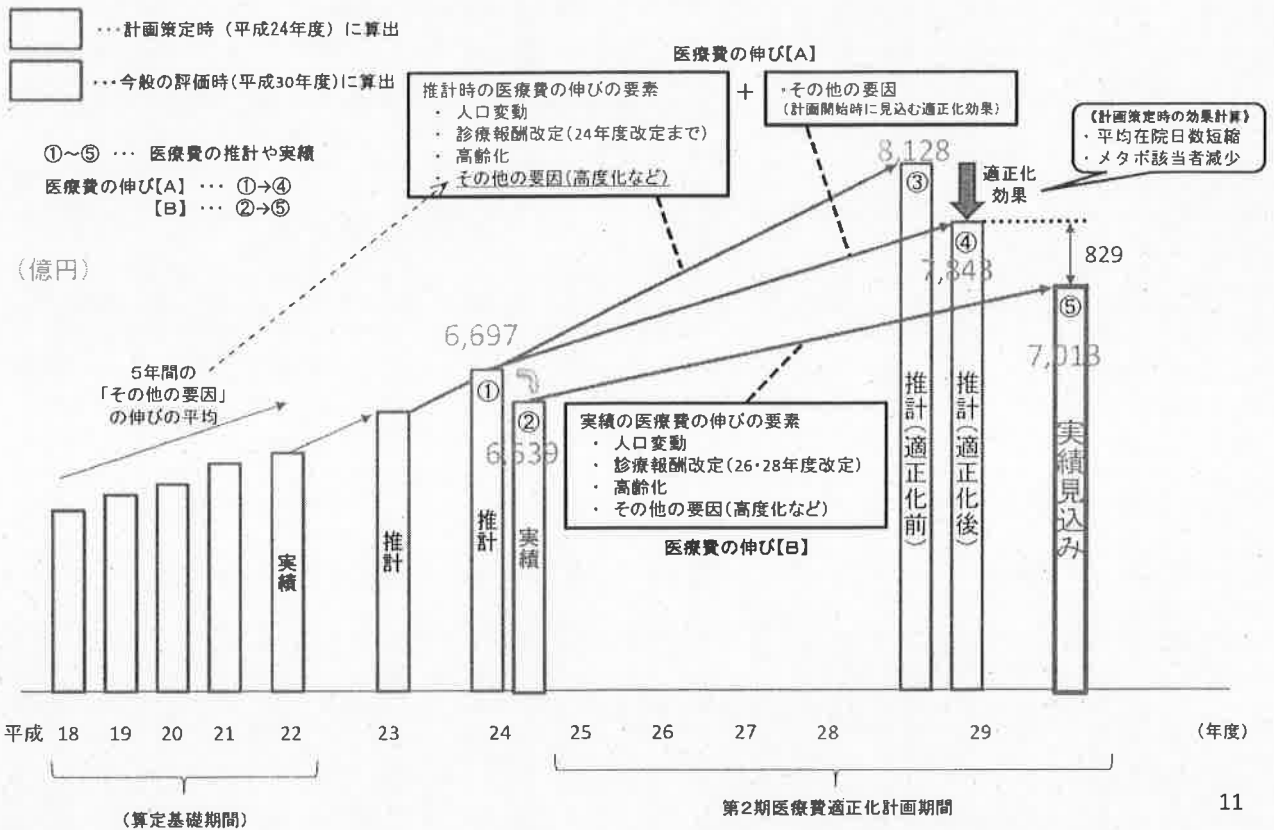 …計画策定時（平成24年度）に算出
…今般の評価時(平成30年度)に算出
①～⑤ … 医療費の推計や実績
医療費の伸び【A】 … ①→④
【B】 … ②→⑤
（億円）
医療費の伸び【A】
推計時の医療費の伸びの要素
・ 人口変動
・ 診療報酬改定(24年度改定まで)
・ 高齢化
・ その他の要因(高度化など)
＋
・その他の要因
(計画開始時に見込む適正化効果)
《計画策定時の効果計算》
・ 平均在院日数短縮
・ メタボ該当者減少
適正化
効果
8,128
③
④
7,843
829
⑤
7,013
6,697
①
②
6,539
5年間の
「その他の要因」
の伸びの平均
実績の医療費の伸びの要素
・ 人口変動
・ 診療報酬改定(26・28年度改定)
・ 高齢化
・ その他の要因(高度化など)
医療費の伸び【B】
実績
推計
推計
実績
推計(適正化前)
推計(適正化後)
実績見込み
平成 18 19 20 21 22 23 24 25 26 27 28 29 (年度)
(算定基礎期間)
第2期医療費適正化計画期間
11